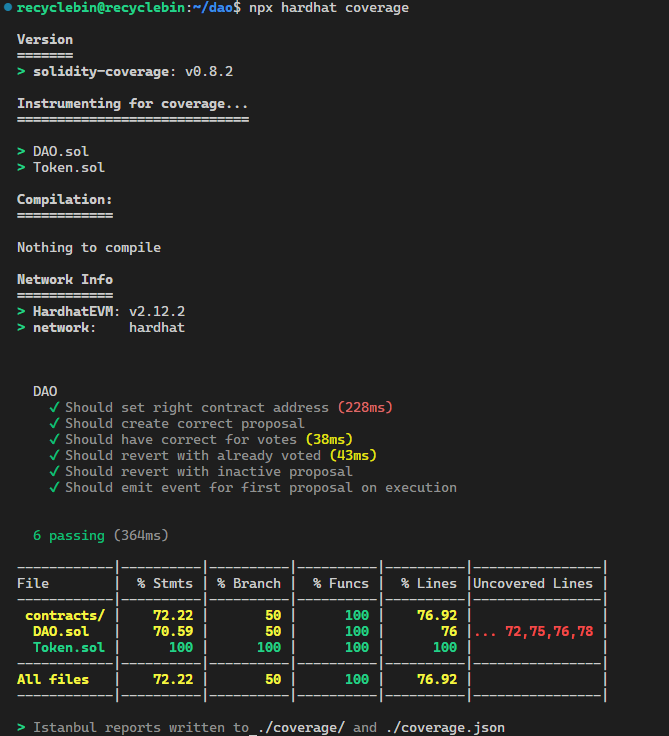 recyclebin@recyclebin:~/dao$ npx hardhat coverage
Version
=======
> solidity-coverage: v0.8.2
Instrumenting for coverage...
=============================
> DAO.sol
> Token.sol
Compilation:
============
Nothing to compile
Network Info
============
> HardhatEVM: v2.12.2
> network:    hardhat
DAO
✓ Should set right contract address (228ms)
✓ Should create correct proposal
✓ Should have correct for votes (38ms)
✓ Should revert with already voted (43ms)
✓ Should revert with inactive proposal
✓ Should emit event for first proposal on execution
6 passing (364ms)
------------|----------|----------|----------|----------|----------------|
File        |  % Stmts | % Branch |  % Funcs |  % Lines |Uncovered Lines |
------------|----------|----------|----------|----------|----------------|
 contracts/ |    72.22 |       50 |      100 |    76.92 |                |
  DAO.sol   |    70.59 |       50 |      100 |       76 |... 72,75,76,78 |
  Token.sol |      100 |      100 |      100 |      100 |                |
------------|----------|----------|----------|----------|----------------|
All files   |    72.22 |       50 |      100 |    76.92 |                |
------------|----------|----------|----------|----------|----------------|
> Istanbul reports written to ./coverage/ and ./coverage.json